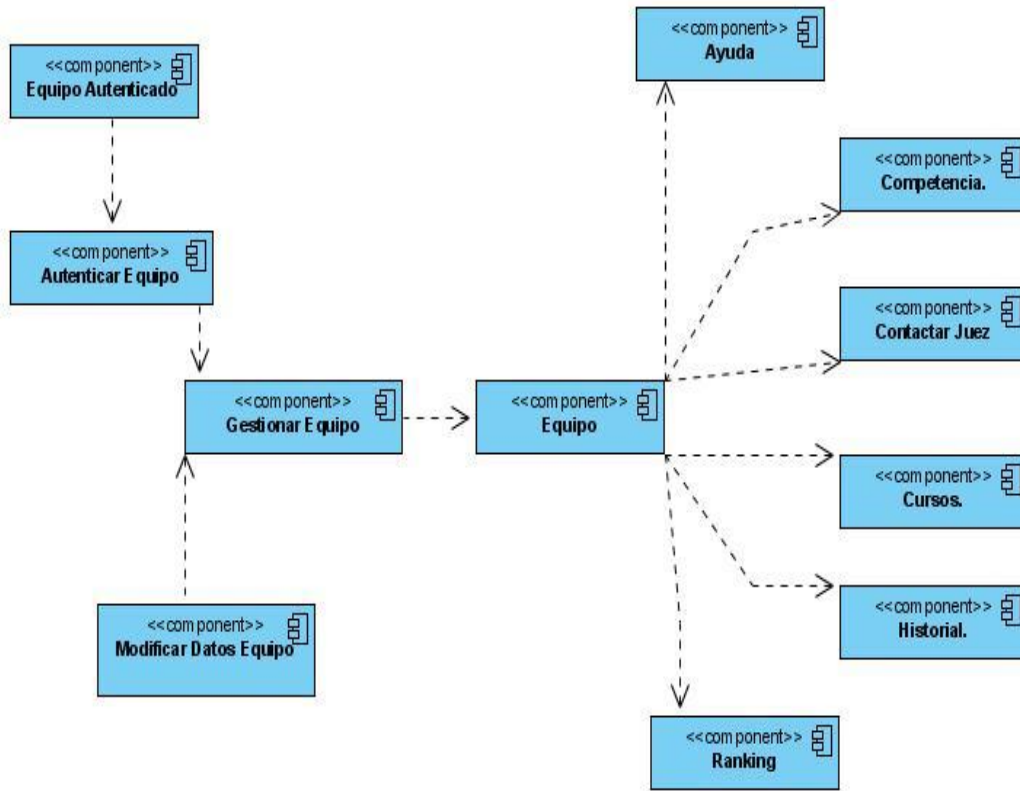 <<component>>
Ayuda
<<component>>
Equipo Autenticado
<<component>>
Competencia.
<<component>>
Autenticar Equipo
<<component>>
Contactar Juez
<<component>>
Gestionar Equipo
<<component>>
Equipo
<<component>>
Cursos.
<<component>>
Modificar Datos Equipo
<<component>>
Historial.
<<component>>
Ranking